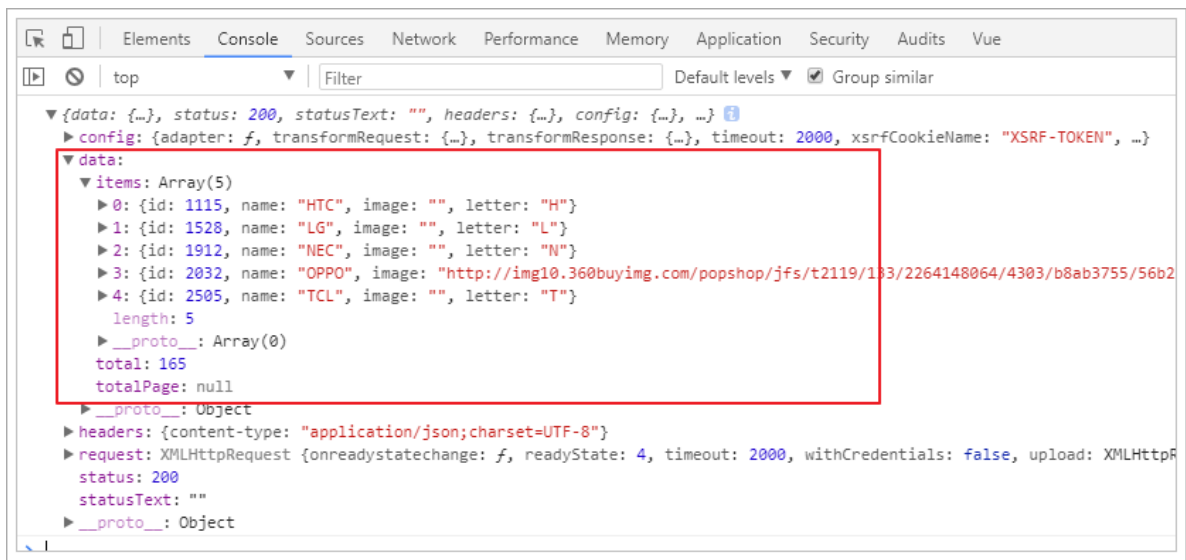 Elements Console Sources Network Performance Memory Application Security Audits Vue
top Filter Default levels Group similar
{data: {…}, status: 200, statusText: "", headers: {…}, config: {…}, …}
config: {adapter: ƒ, transformRequest: {…}, transformResponse: {…}, timeout: 2000, xsrfCookieName: "XSRF-TOKEN", …}
data:
items: Array(5)
0: {id: 1115, name: "HTC", image: "", letter: "H"}
1: {id: 1528, name: "LG", image: "", letter: "L"}
2: {id: 1912, name: "NEC", image: "", letter: "N"}
3: {id: 2032, name: "OPPO", image: "http://img10.360buyimg.com/popshop/jfs/t2119/133/2264148064/4303/b8ab3755/56b2
4: {id: 2505, name: "TCL", image: "", letter: "T"}
length: 5
__proto__: Array(0)
total: 165
totalPage: null
__proto__: Object
headers: {content-type: "application/json;charset=UTF-8"}
request: XMLHttpRequest {onreadystatechange: ƒ, readyState: 4, timeout: 2000, withCredentials: false, upload: XMLHttpR
status: 200
statusText: ""
__proto__: Object